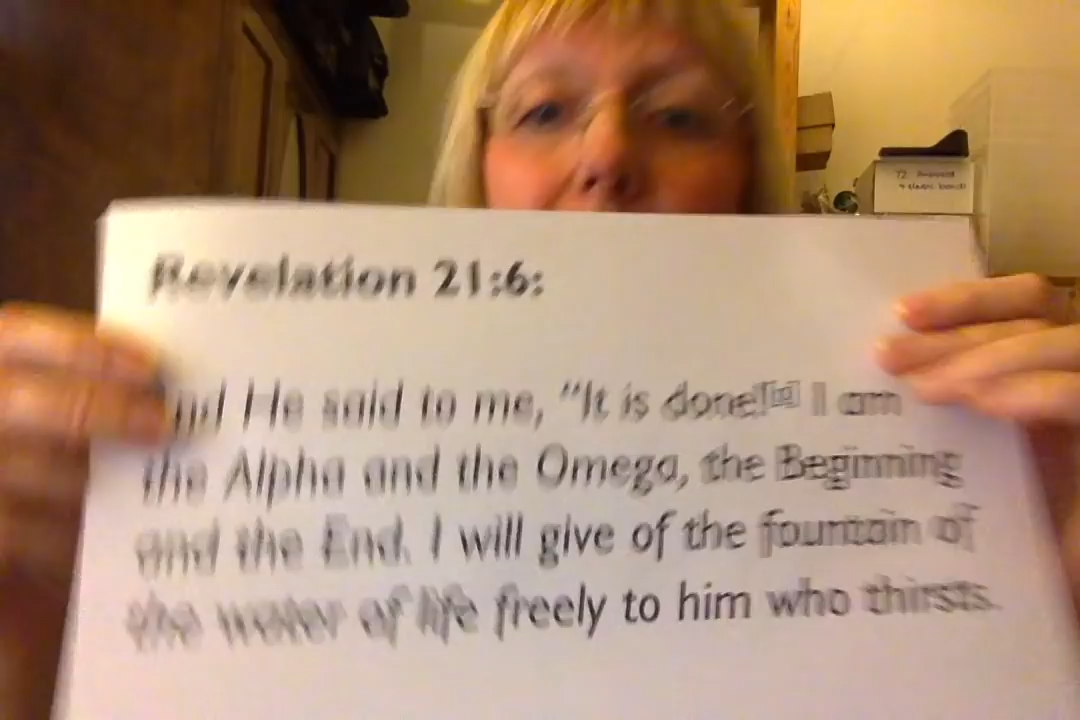 Revelation 21:6:
And He said to me, “It is done![a] I am
the Alpha and the Omega, the Beginning
and the End. I will give of the fountain of
the water of life freely to him who thirsts.